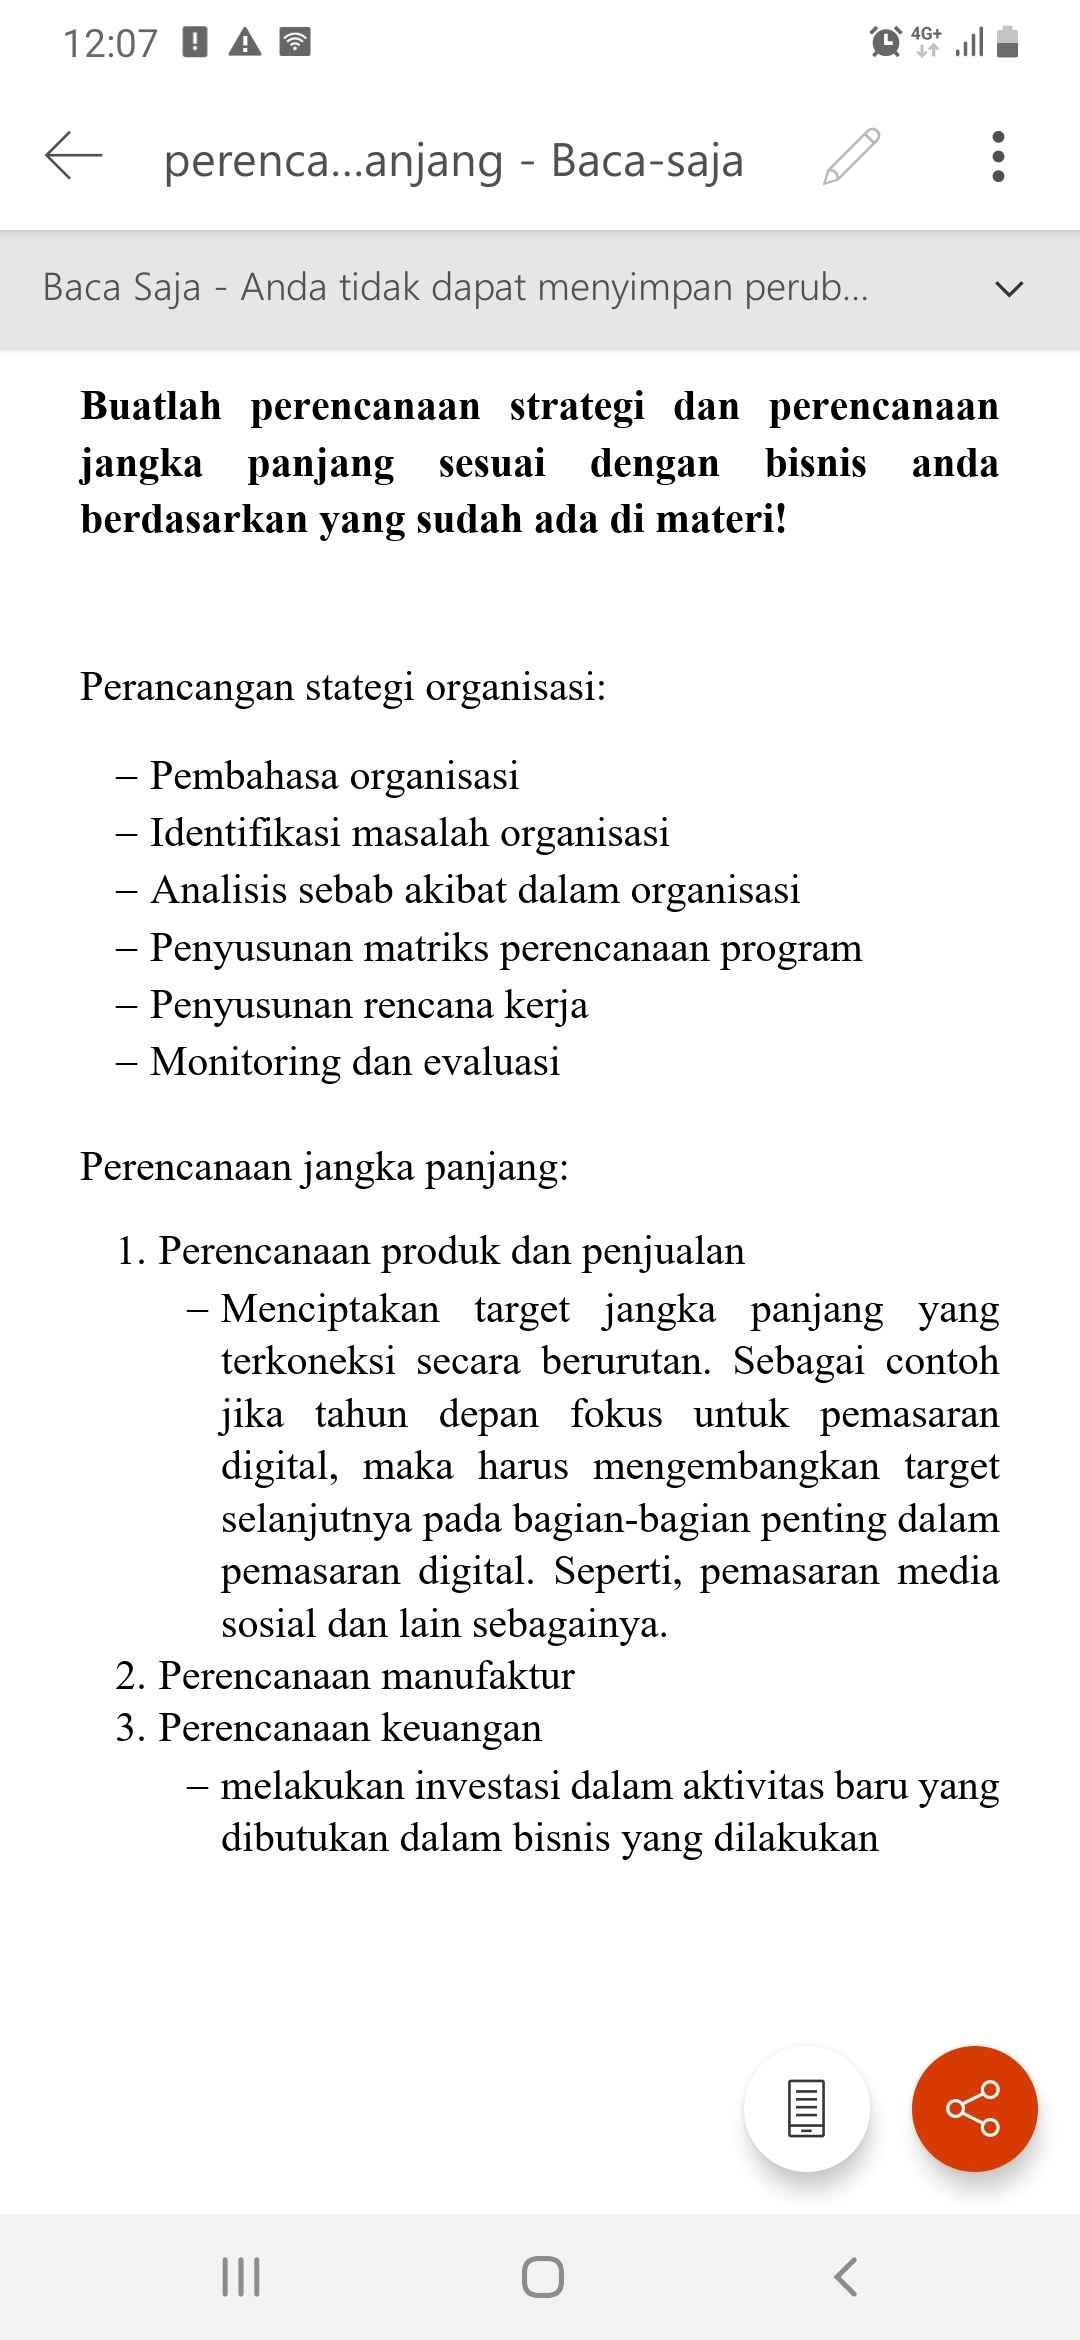 12:07
4G+
perenca...anjang - Baca-saja
Baca Saja - Anda tidak dapat menyimpan perub...
Buatlah perencanaan strategi dan perencanaan
jangka panjang sesuai dengan bisnis anda
berdasarkan yang sudah ada di materi!
Perancangan stategi organisasi:
– Pembahasa organisasi
– Identifikasi masalah organisasi
– Analisis sebab akibat dalam organisasi
– Penyusunan matriks perencanaan program
– Penyusunan rencana kerja
– Monitoring dan evaluasi
Perencanaan jangka panjang:
1. Perencanaan produk dan penjualan
– Menciptakan target jangka panjang yang
terkoneksi secara berurutan. Sebagai contoh
jika tahun depan fokus untuk pemasaran
digital, maka harus mengembangkan target
selanjutnya pada bagian-bagian penting dalam
pemasaran digital. Seperti, pemasaran media
sosial dan lain sebagainya.
2. Perencanaan manufaktur
3. Perencanaan keuangan
– melakukan investasi dalam aktivitas baru yang
dibutukan dalam bisnis yang dilakukan